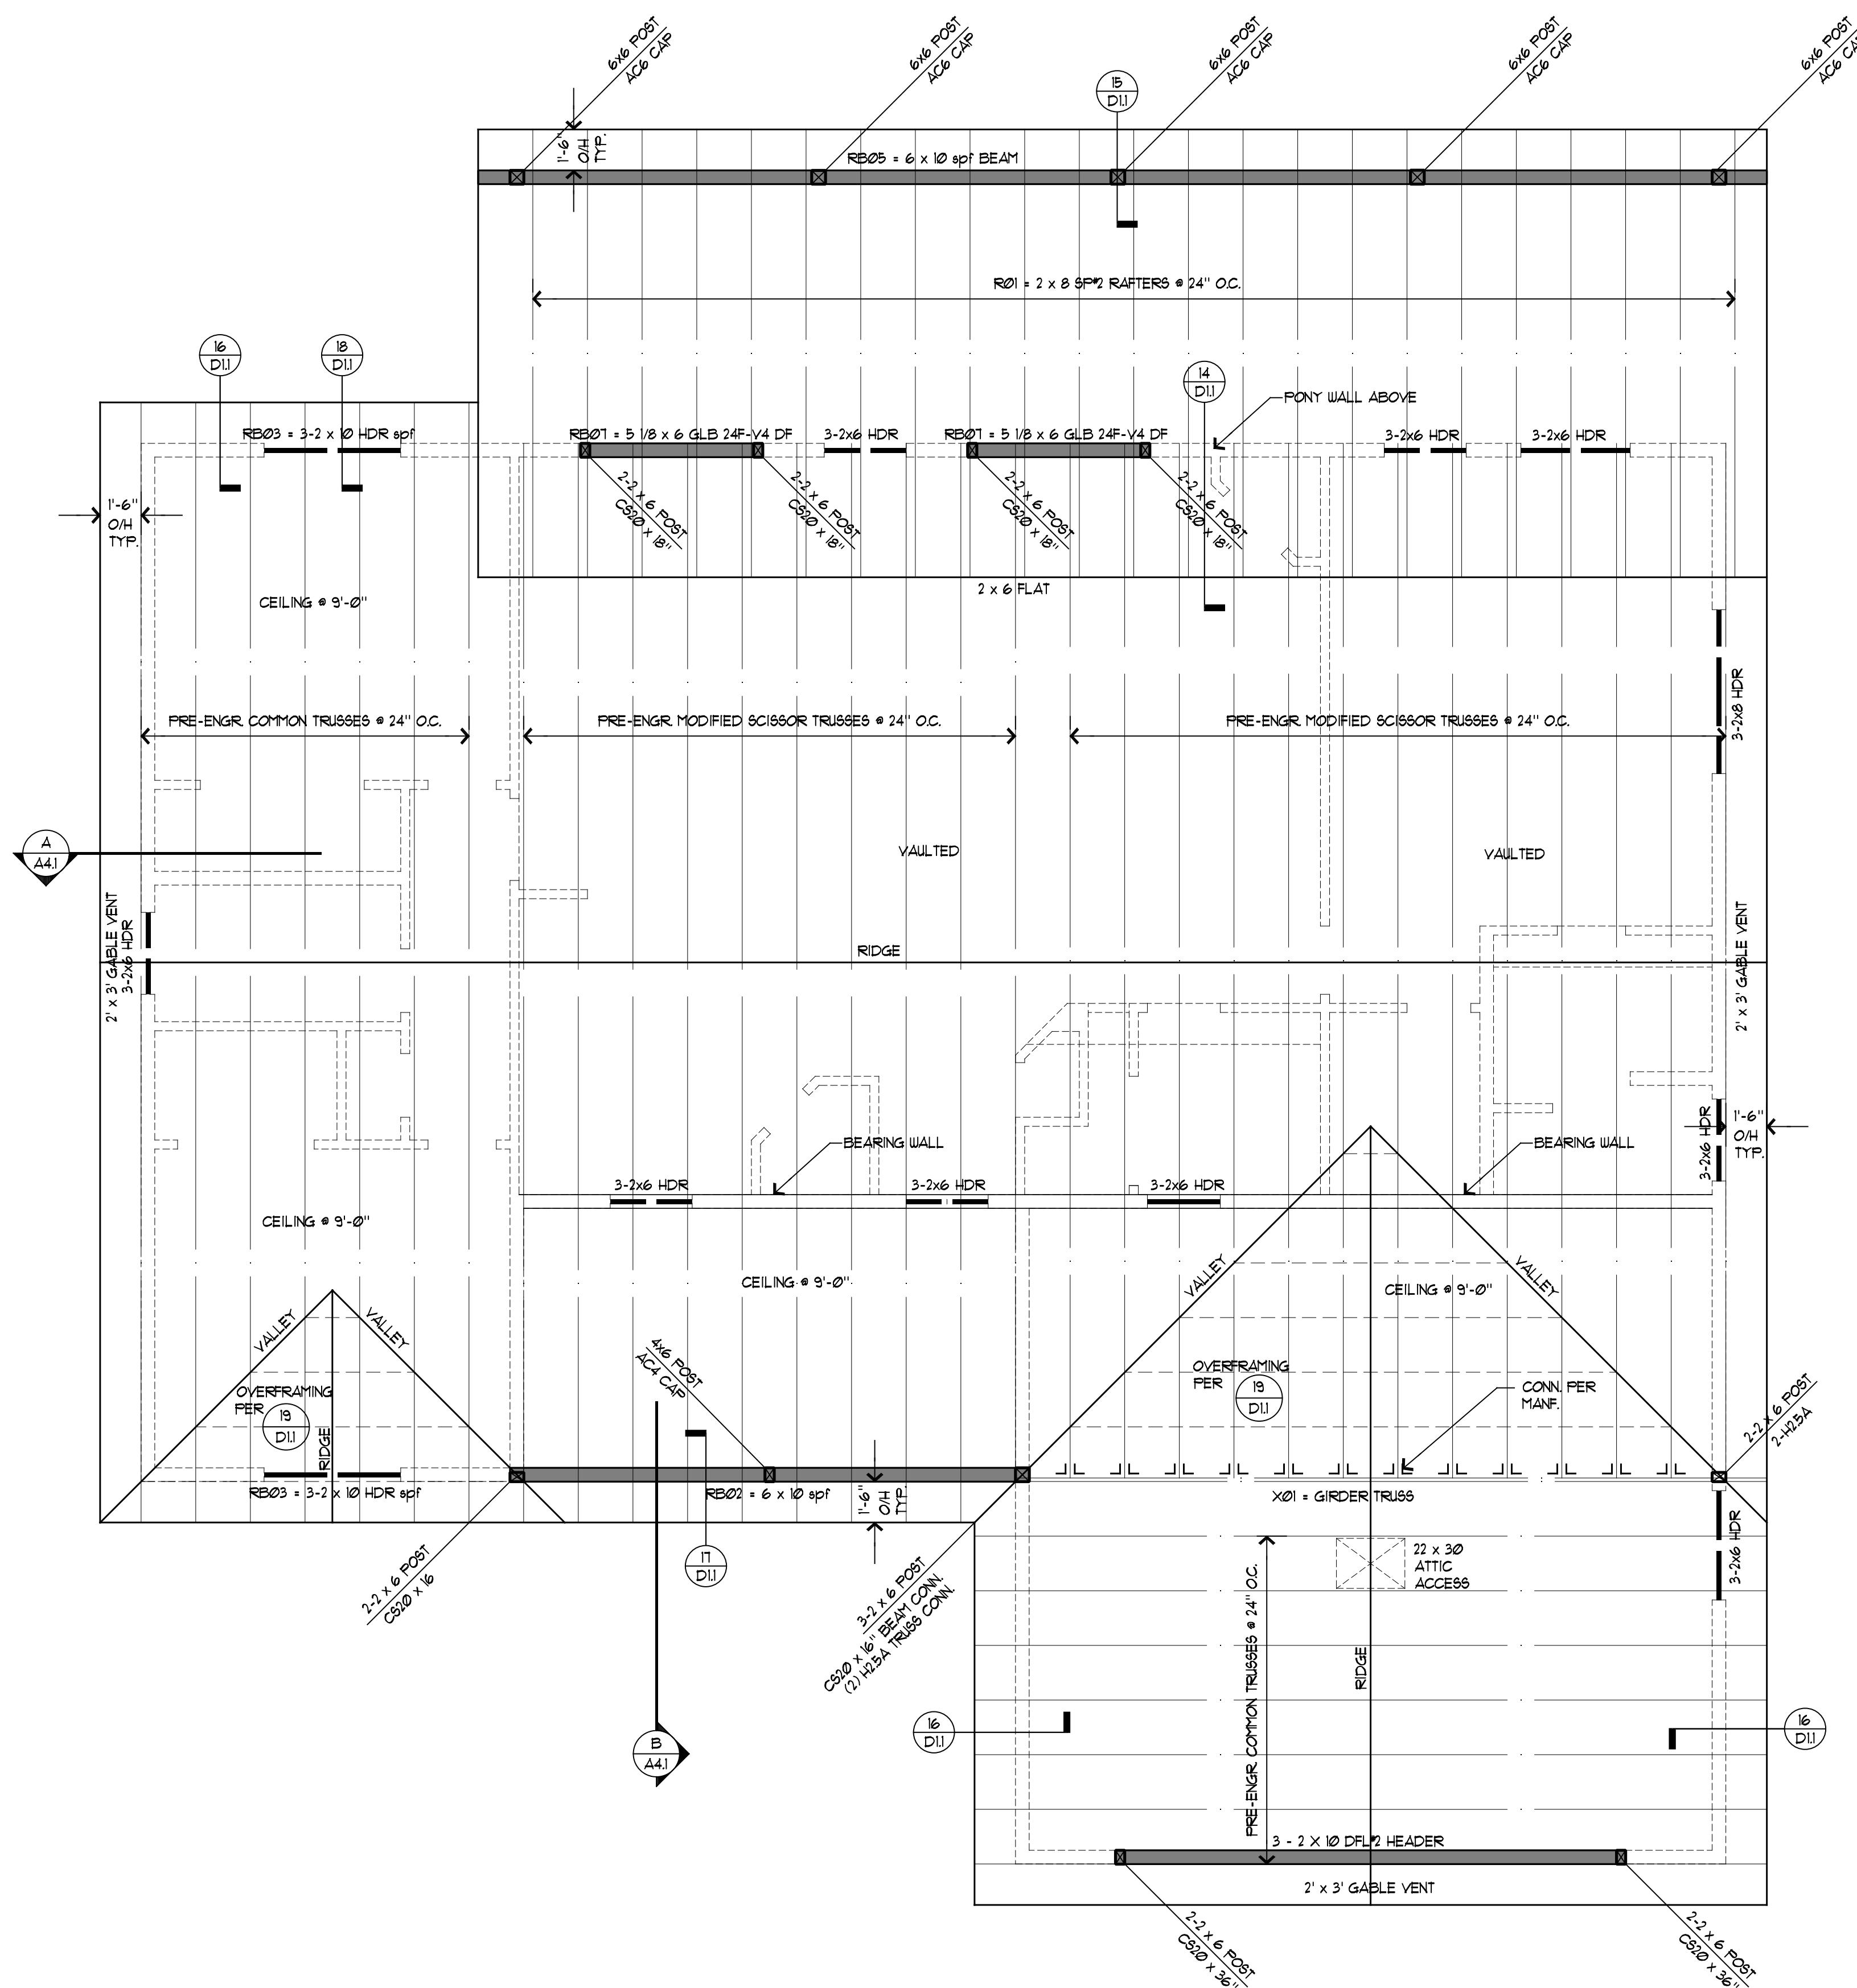 6x6 POST
AC6 CAP
6x6 POST
AC6 CAP
6x6 POST
AC6 CAP
6x6 POST
AC6 CAP
6x6 POST
AC6 CAP
15
D1.1
1'-6"
O/H
TYP.
RB05 = 6 x 10 spf BEAM
R01 = 2 x 8 SP#2 RAFTERS @ 24" O.C.
16
D1.1
18
D1.1
14
D1.1
PONY WALL ABOVE
RB03 = 3-2 x 10 HDR spf
RB07 = 5 1/8 x 6 GLB 24F-V4 DF
3-2x6 HDR
RB07 = 5 1/8 x 6 GLB 24F-V4 DF
3-2x6 HDR
3-2x6 HDR
2-2 x 6 POST
CS20 x 18"
2-2 x 6 POST
CS20 x 18"
2-2 x 6 POST
CS20 x 18"
2-2 x 6 POST
CS20 x 18"
1'-6"
O/H
TYP.
CEILING @ 9'-0"
2 x 6 FLAT
3-2x8 HDR
PRE-ENGR. COMMON TRUSSES @ 24" O.C.
PRE-ENGR. MODIFIED SCISSOR TRUSSES @ 24" O.C.
PRE-ENGR. MODIFIED SCISSOR TRUSSES @ 24" O.C.
A
A4.1
VAULTED
VAULTED
2' x 3' GABLE VENT
3-2x6 HDR
RIDGE
2' x 3' GABLE VENT
BEARING WALL
BEARING WALL
3-2x6 HDR
1'-6"
O/H
TYP.
3-2x6 HDR
3-2x6 HDR
3-2x6 HDR
CEILING @ 9'-0"
CEILING @ 9'-0"
CEILING @ 9'-0"
VALLEY
VALLEY
VALLEY
VALLEY
4x6 POST
AC4 CAP
OVERFRAMING
PER
19
D1.1
RIDGE
OVERFRAMING
PER
19
D1.1
CONN. PER
MANF.
2-2 x 6 POST
2-H2.5A
RB03 = 3-2 x 10 HDR spf
RB02 = 6 x 10 spf
1'-6"
O/H
TYP.
X01 = GIRDER TRUSS
3-2x6 HDR
22 x 30
ATTIC
ACCESS
2-2 x 6 POST
CS20 x 16
17
D1.1
3-2 x 6 POST
CS20 x 16" BEAM CONN.
(2) H2.5A TRUSS CONN.
PRE-ENGR. COMMON TRUSSES @ 24" O.C.
RIDGE
16
D1.1
16
D1.1
B
A4.1
3 - 2 X 10 DFL#2 HEADER
2' x 3' GABLE VENT
2-2 x 6 POST
CS20 x 36"
2-2 x 6 POST
CS20 x 36"